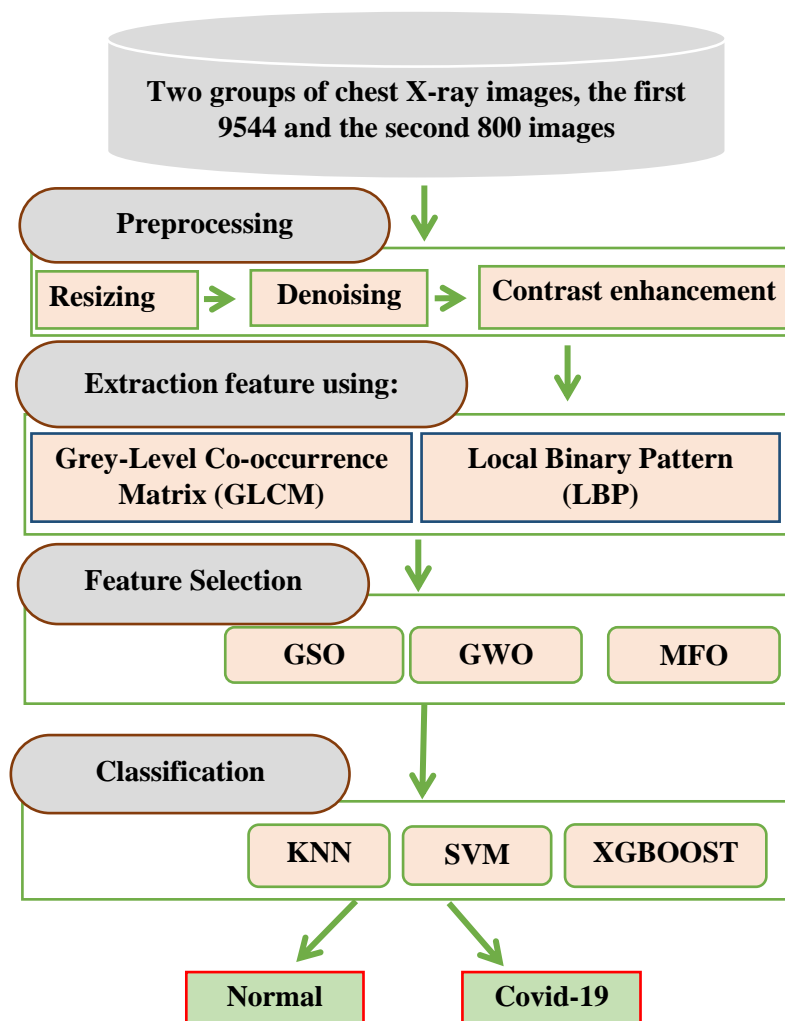 Two groups of chest X-ray images, the first
9544 and the second 800 images
Preprocessing
Resizing
Denoising
Contrast enhancement
Extraction feature using:
Grey-Level Co-occurrence
Matrix (GLCM)
Local Binary Pattern
(LBP)
Feature Selection
GSO
GWO
MFO
Classification
KNN
SVM
XGBOOST
Normal
Covid-19